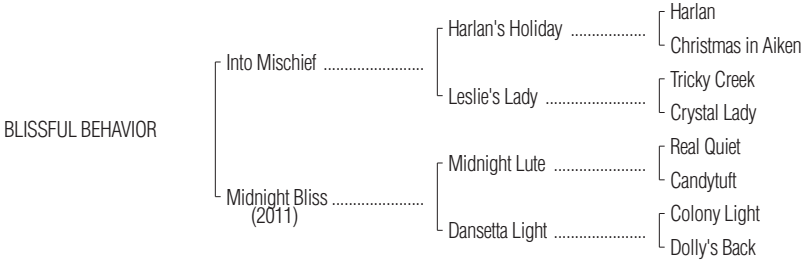 Harlan
Harlan's Holiday ..................
Christmas in Aiken
Into Mischief ........................
Tricky Creek
Leslie's Lady ........................
Crystal Lady
BLISSFUL BEHAVIOR
Real Quiet
Midnight Lute ......................
Candytuft
Midnight Bliss ......................
(2011)
Colony Light
Dansetta Light ......................
Dolly's Back